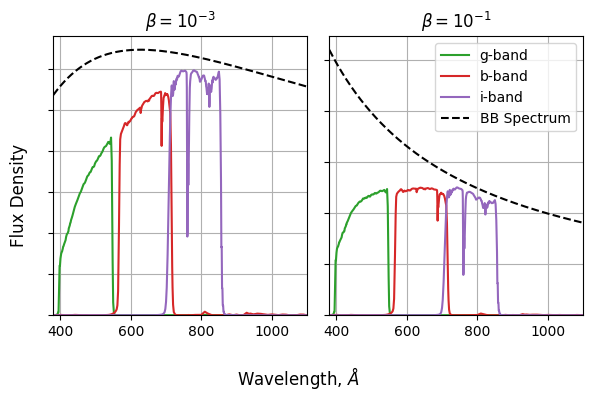 β = 10⁻³
β = 10⁻¹
g-band
b-band
i-band
BB Spectrum
Flux Density
400 600 800 1000
400 600 800 1000
Wavelength, Å